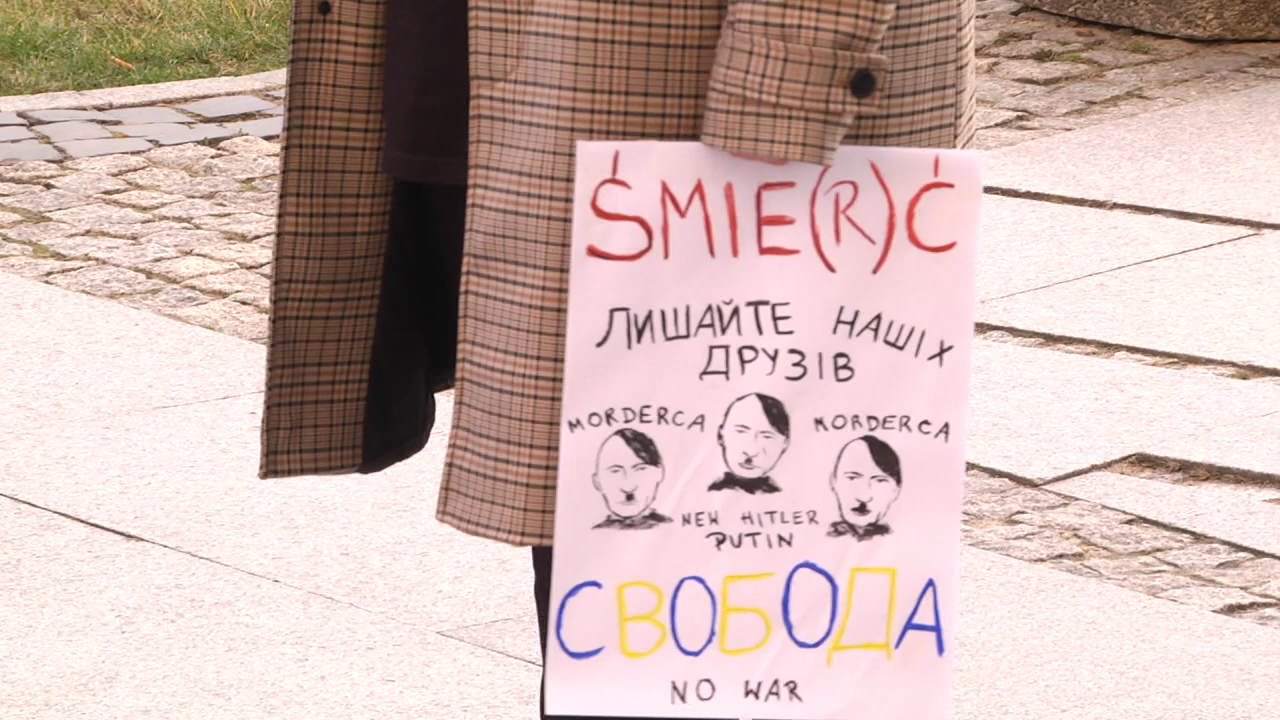 ŚMIE(R)Ć
ЛИШАЙТЕ НАШІХ
ДРУЗІВ
MORDERCA MORDERCA
NEW HITLER
PUTIN
СВОБОДА
NO WAR